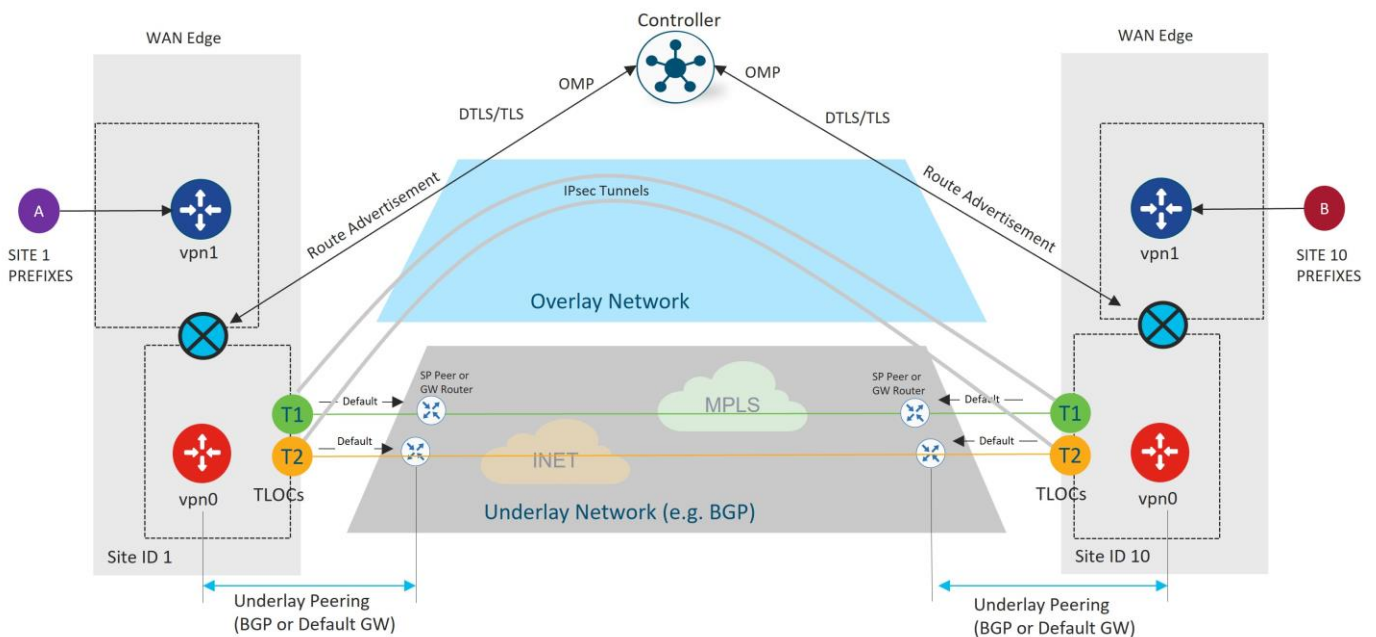 Controller
WAN Edge
WAN Edge
OMP
OMP
DTLS/TLS
DTLS/TLS
Route Advertisement
Route Advertisement
IPsec Tunnels
A
vpn1
vpn1
B
SITE 1
PREFIXES
SITE 10
PREFIXES
Overlay Network
SP Peer or
GW Router
SP Peer or
GW Router
T1
Default
MPLS
Default
T1
T2
Default
INET
Default
T2
vpn0
TLOCs
TLOCs
vpn0
Underlay Network (e.g. BGP)
Site ID 1
Site ID 10
Underlay Peering
(BGP or Default GW)
Underlay Peering
(BGP or Default GW)